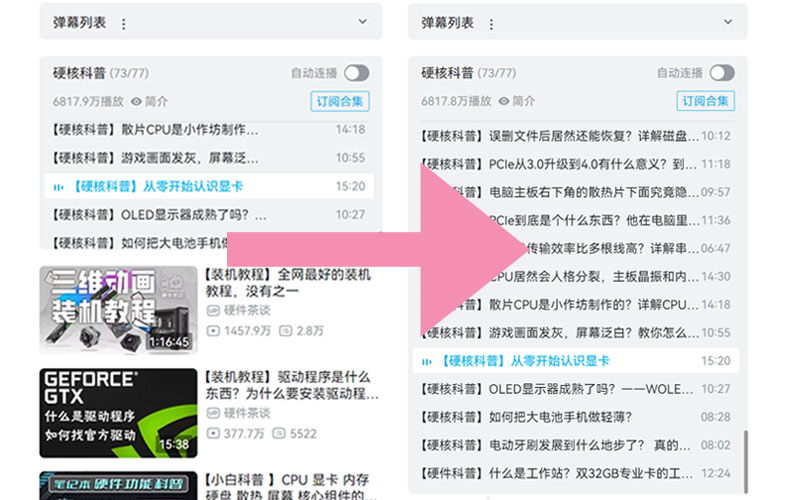 弹幕列表
硬核科普 (73/77)
自动连播
6817.9万播放 简介
订阅合集
【硬核科普】散片CPU是小作坊制作… 14:18
【硬核科普】游戏画面发灰，屏幕泛… 10:55
【硬核科普】从零开始认识显卡 15:20
【硬核科普】OLED显示器成熟了吗？… 10:27
【硬核科普】如何把大电池手机做
三维动画
装机教程
1:16:45
【装机教程】全网最好的装机
教程，没有之一
硬件茶谈
1457.9万 2.8万
GEFORCE
GTX
什么是驱动程序
如何找官方驱动
15:38
【装机教程】驱动程序是什么
东西？为什么要安装驱动程…
硬件茶谈
377.7万 5522
笔记本 硬件功能科普
【小白科普 】CPU 显卡 内存
硬盘 散热 屏幕 核心组件的…
弹幕列表
硬核科普 (73/77)
自动连播
6817.8万播放 简介
订阅合集
【硬核科普】误删文件后居然还能恢复？详解磁盘… 10:12
【硬核科普】PCIe从3.0升级到4.0有什么意义？到… 11:18
核科普】电脑主板右下角的散热片下面究竟隐… 09:57
PCIe到底是个什么东西？他在电脑里… 11:36
传输效率比多根线高？详解串… 06:47
CPU居然会人格分裂，主板晶振和内… 14:30
【硬核科普】散片CPU是小作坊制作的？详解CPU… 14:18
【硬核科普】游戏画面发灰，屏幕泛白？教你怎么… 10:55
【硬核科普】从零开始认识显卡 15:20
【硬核科普】OLED显示器成熟了吗？——WOLE… 10:27
【硬核科普】如何把大电池手机做轻薄？ 08:28
【硬核科普】电动牙刷发展到什么地步了？ 真的… 08:02
【硬件科普】什么是工作站？双32GB专业卡的工… 12:24